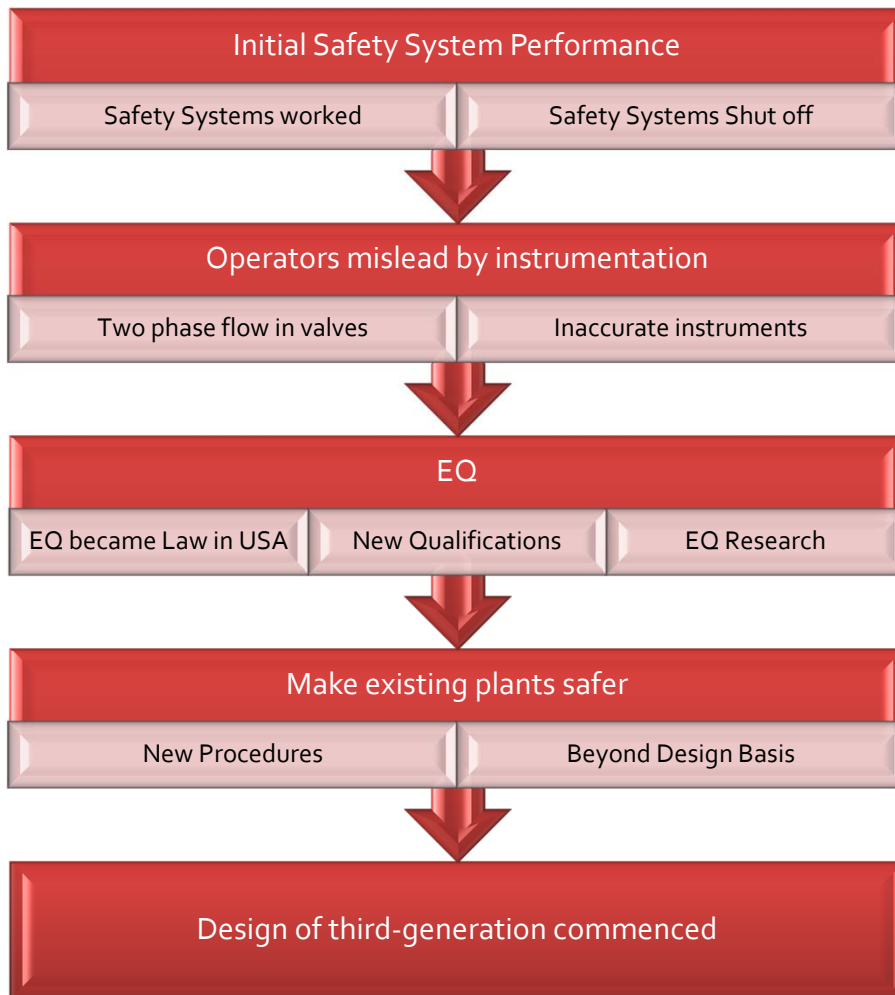 Initial Safety System Performance
Safety Systems worked
Safety Systems Shut off
Operators mislead by instrumentation
Two phase flow in valves
Inaccurate instruments
EQ
EQ became Law in USA
New Qualifications
EQ Research
Make existing plants safer
New Procedures
Beyond Design Basis
Design of third-generation commenced